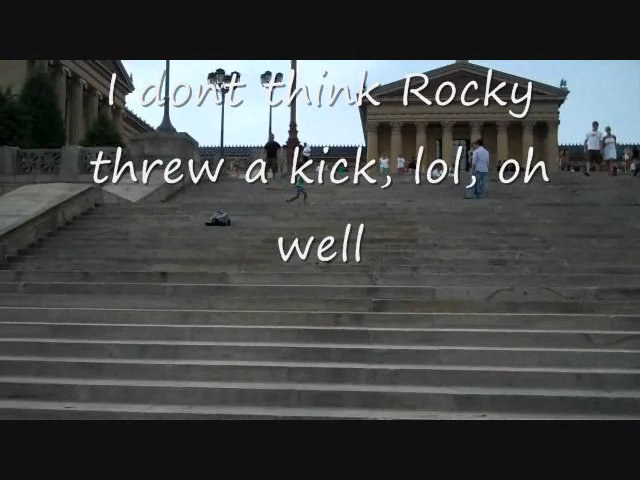 I dont think Rocky
threw a kick, lol, oh
well